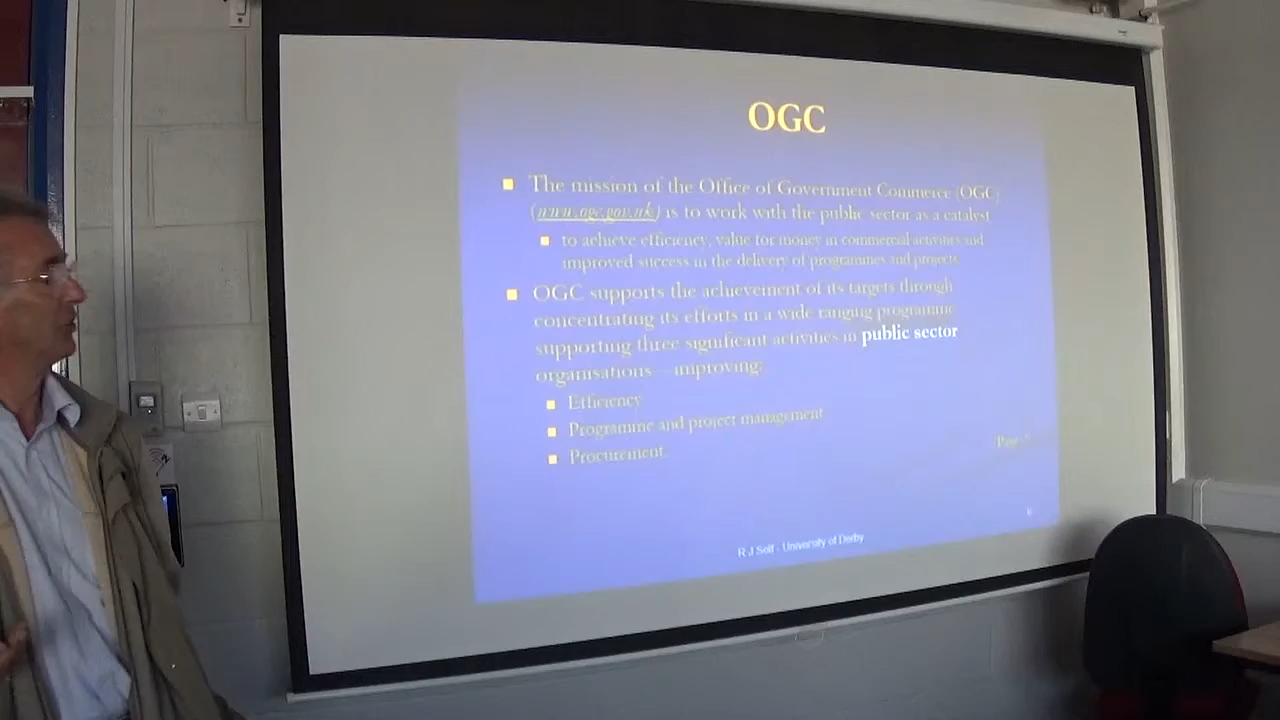 OGC
The mission of the Office of Government Commerce (OGC)
(www.ogc.gov.uk) is to work with the public sector as a catalyst
to achieve efficiency, value for money in commercial activities and
improved success in the delivery of programmes and projects.
OGC supports the achievement of its targets through
concentrating its efforts in a wide ranging programme
supporting three significant activities in public sector
organisations—improving:
Efficiency
Programme and project management
Procurement.
R J Self - University of Derby